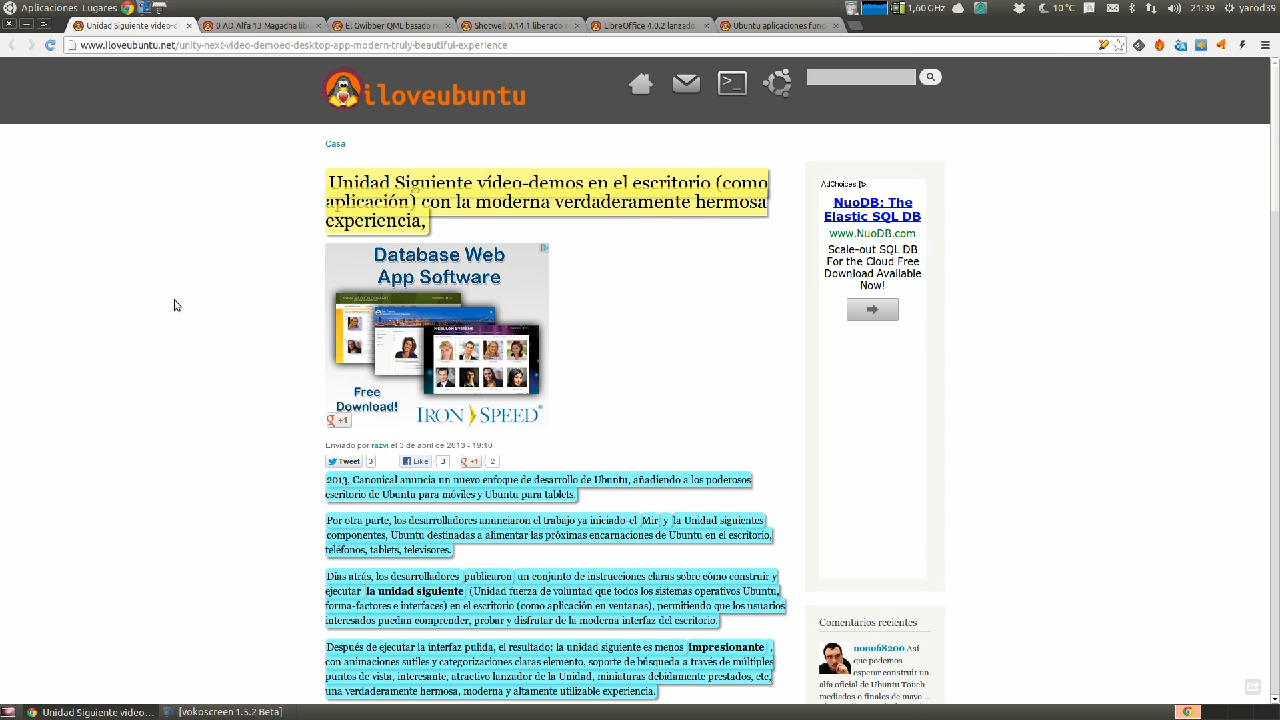 Aplicaciones Lugares
1,60 GHz
10 °C
21:39
yarod39
Unidad Siguiente vídeo-d
0 AD Alfa 13 Magadha lib
El Gwibber QML basado n
Shotwell 0.14.1 liberado c
LibreOffice 4.0.2 lanzado
Ubuntu aplicaciones func
www.iloveubuntu.net/unity-next-video-demoed-desktop-app-modern-truly-beautiful-experience
iloveubuntu
Casa
Unidad Siguiente vídeo-demos en el escritorio (como
aplicación) con la moderna verdaderamente hermosa
experiencia,
Database Web
App Software
Free
Download!
IRON SPEED
g +1
Enviado por razvi el 3 de abril de 2013 - 19:10
Tweet 3 Like 3 +1 2
2013, Canonical anuncia un nuevo enfoque de desarrollo de Ubuntu, añadiendo a los poderosos
escritorio de Ubuntu para móviles y Ubuntu para tablets.
Por otra parte, los desarrolladores anunciaron el trabajo ya iniciado-el Mir y la Unidad siguientes
componentes, Ubuntu destinadas a alimentar las próximas encarnaciones de Ubuntu en el escritorio,
teléfonos, tablets, televisores.
Días atrás, los desarrolladores publicaron un conjunto de instrucciones claras sobre cómo construir y
ejecutar la unidad siguiente (Unidad fuerza de voluntad que todos los sistemas operativos Ubuntu,
forma-factores e interfaces) en el escritorio (como aplicación en ventanas), permitiendo que los usuarios
interesados puedan comprender, probar y disfrutar de la moderna interfaz del escritorio.
Después de ejecutar la interfaz pulida, el resultado: la unidad siguiente es menos impresionante ,
con animaciones sutiles y categorizaciones claras elemento, soporte de búsqueda a través de múltiples
puntos de vista, interesante, atractivo lanzador de la Unidad, miniaturas debidamente prestados, etc,
una verdaderamente hermosa, moderna y altamente utilizable experiencia.
AdChoices
NuoDB: The
Elastic SQL DB
www.NuoDB.com
Scale-out SQL DB
For the Cloud Free
Download Available
Now!
Comentarios recientes
nono68200 Así
que podemos
esperar construir un
alfa oficial de Ubuntu Touch
mediados o finales de mayo ...
Unidad Siguiente vídeo...
[vokoscreen 1.5.2 Beta]